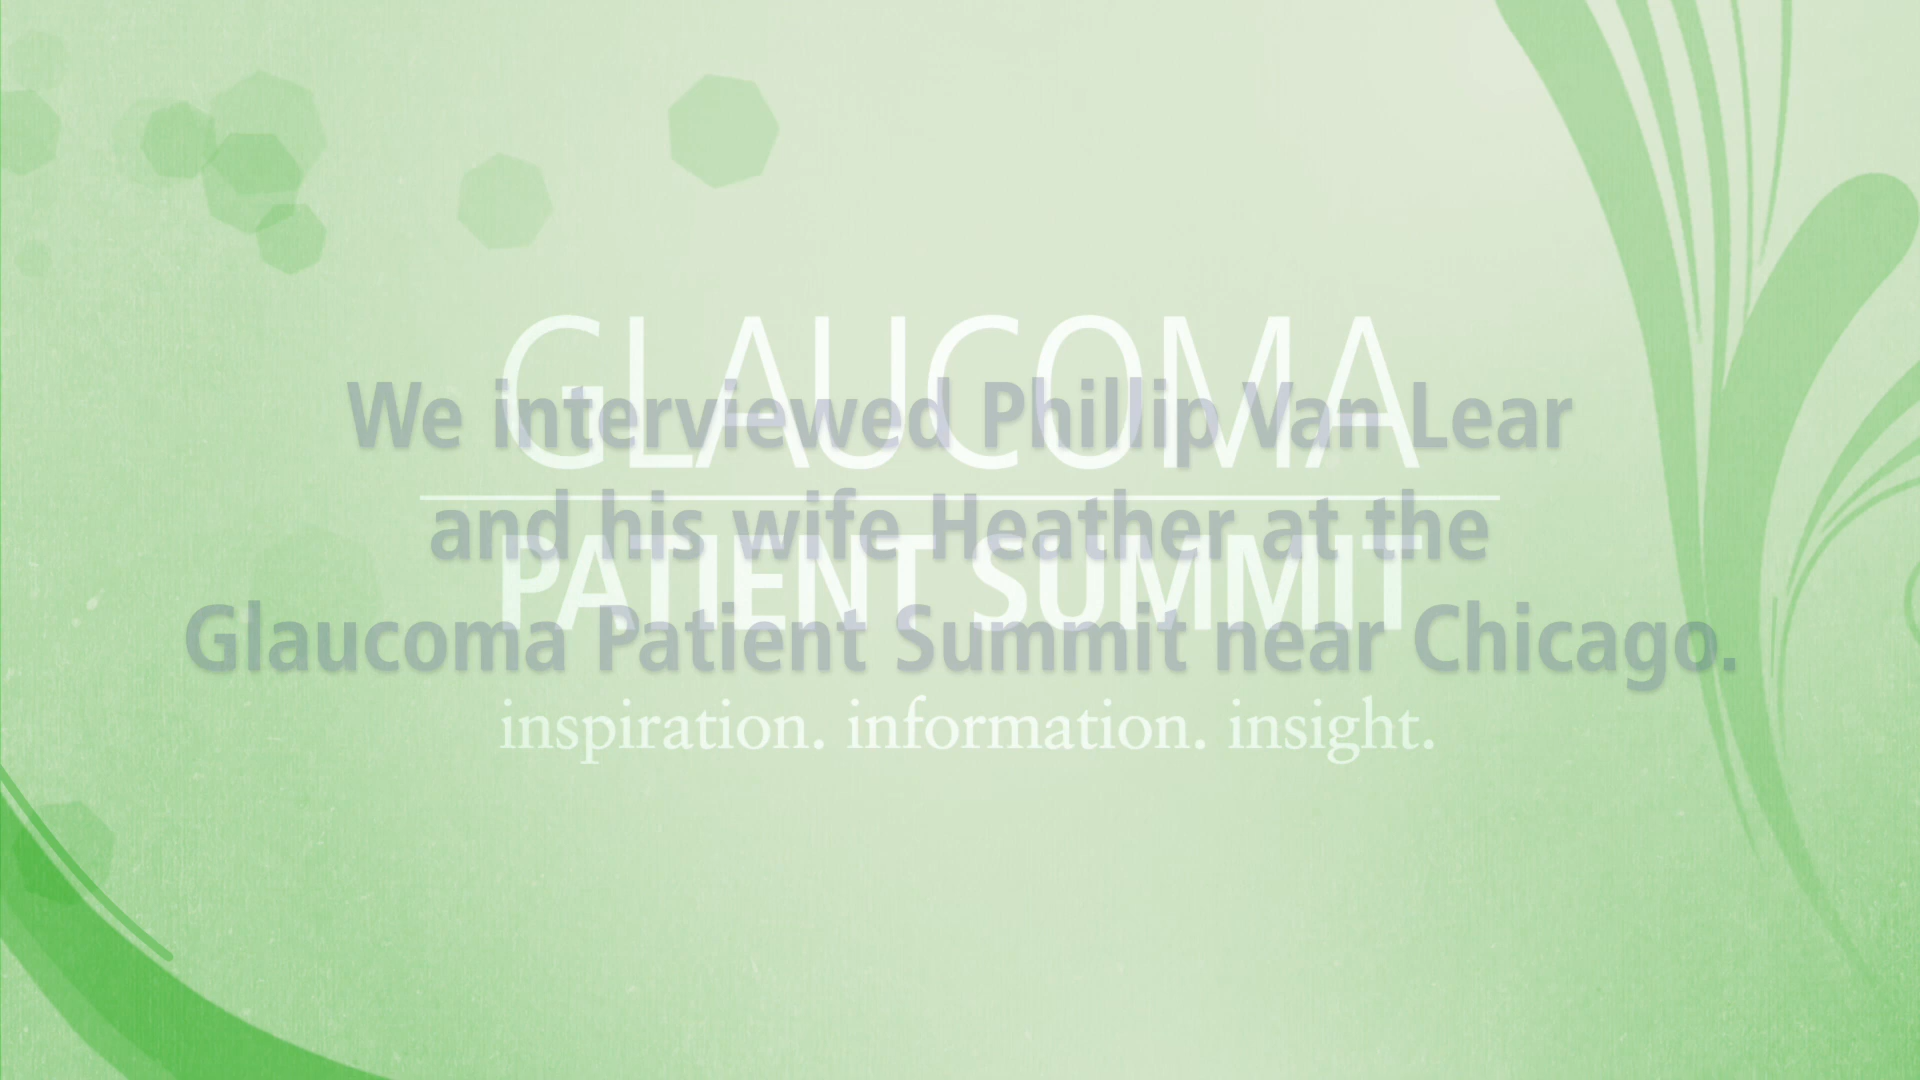 GLAUCOMA
PATIENT SUMMIT
inspiration. information. insight.
We interviewed Phillip Van Lear
and his wife Heather at the
Glaucoma Patient Summit near Chicago.